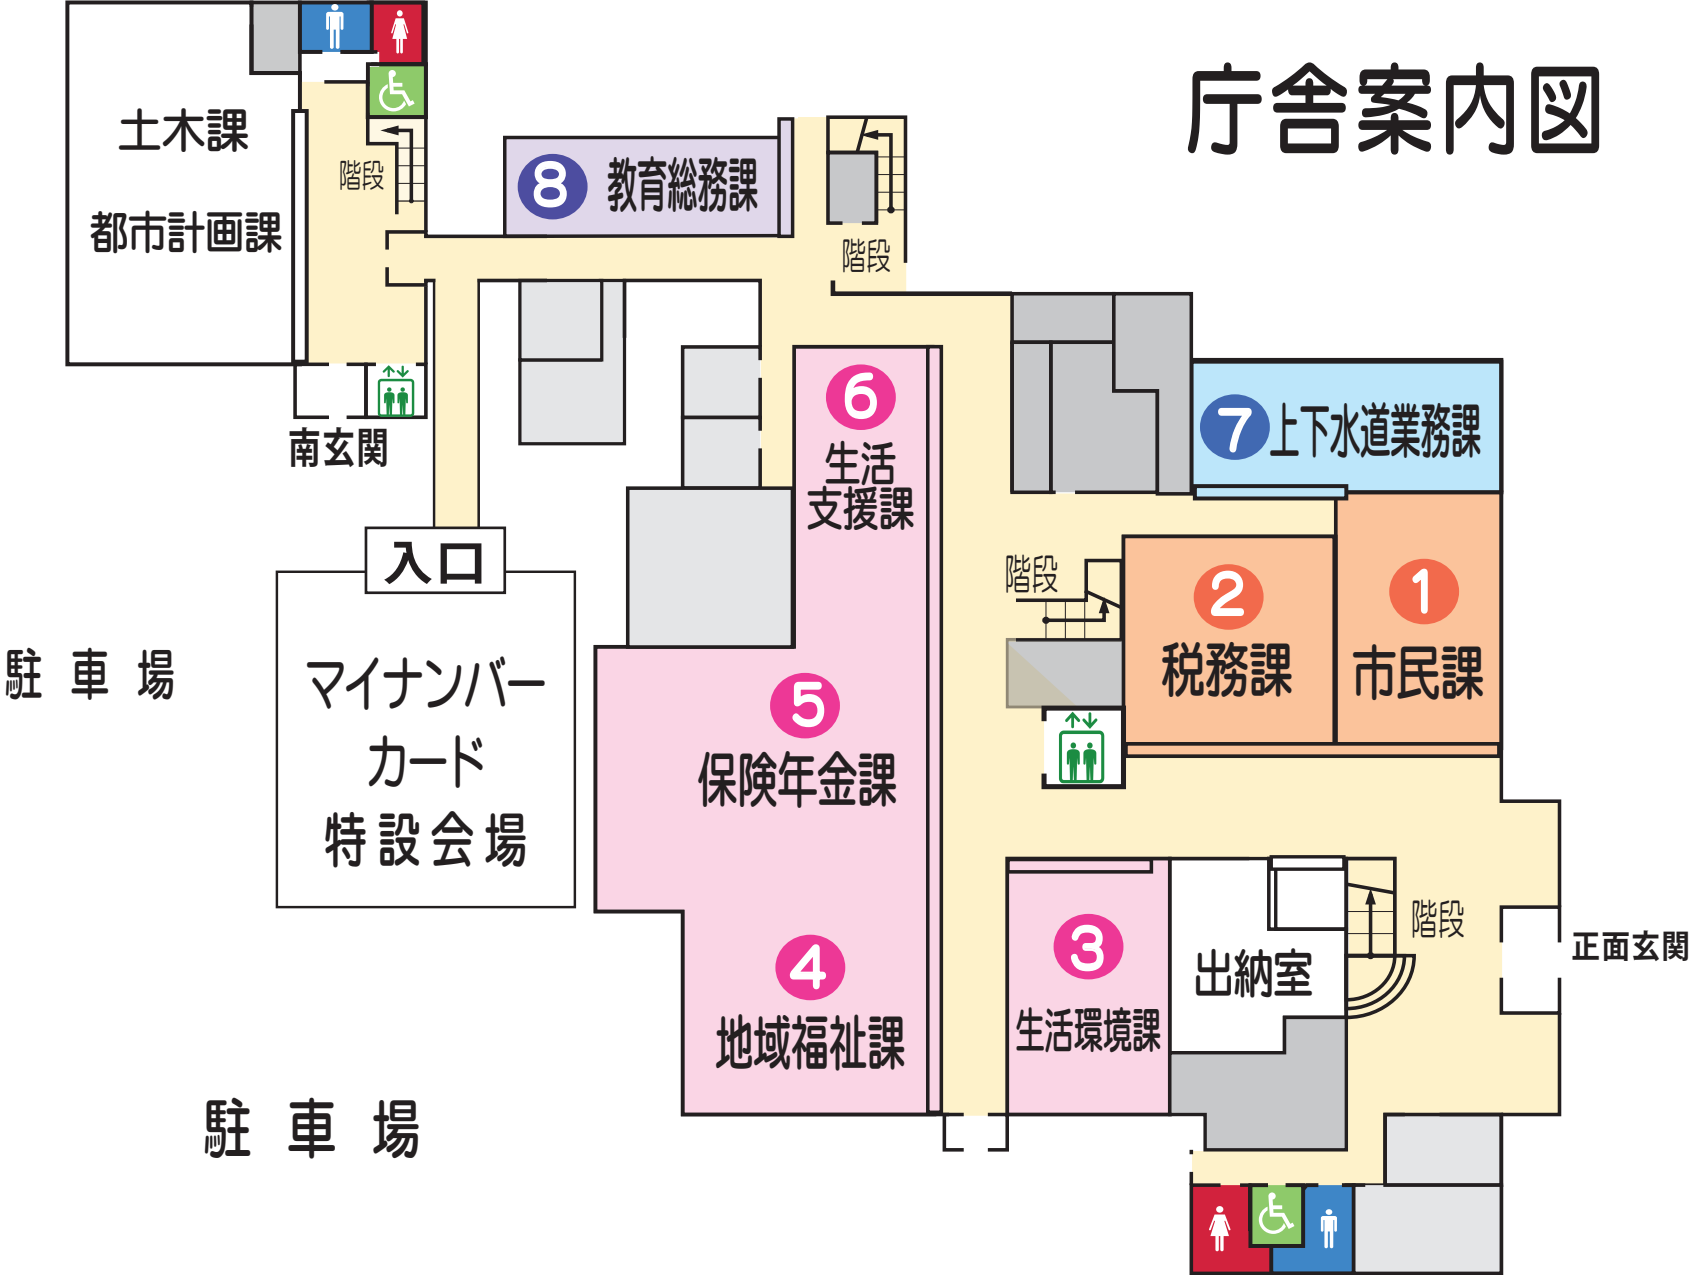 庁舎案内図
土木課
都市計画課
階段
8 教育総務課
階段
南玄関
6
生活
支援課
7 上下水道業務課
入口
マイナンバー
カード
特設会場
駐車場
階段
2
税務課
1
市民課
5
保険年金課
4
地域福祉課
3
生活環境課
出納室
階段
正面玄関
駐車場